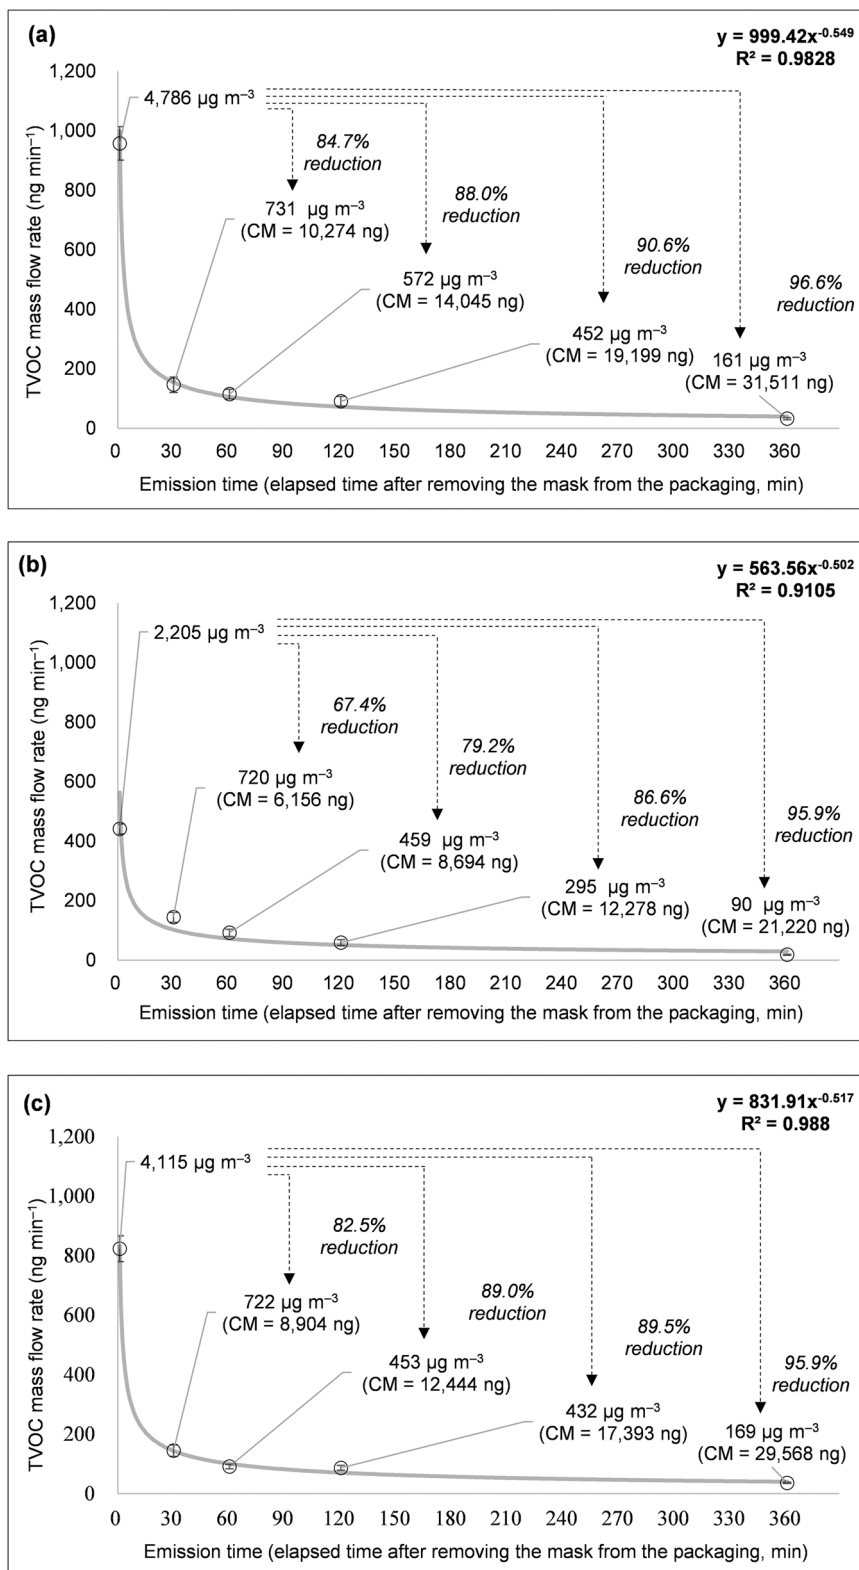 (a)
y = 999.42x⁻⁰·⁵⁴⁹
R² = 0.9828
TVOC mass flow rate (ng min⁻¹)
1,200
1,000
800
600
400
200
0
4,786 µg m⁻³
84.7%
reduction
88.0%
reduction
90.6%
reduction
96.6%
reduction
731 µg m⁻³
(CM = 10,274 ng)
572 µg m⁻³
(CM = 14,045 ng)
452 µg m⁻³
(CM = 19,199 ng)
161 µg m⁻³
(CM = 31,511 ng)
0 30 60 90 120 150 180 210 240 270 300 330 360
Emission time (elapsed time after removing the mask from the packaging, min)
(b)
y = 563.56x⁻⁰·⁵⁰²
R² = 0.9105
TVOC mass flow rate (ng min⁻¹)
1,200
1,000
800
600
400
200
0
2,205 µg m⁻³
67.4%
reduction
79.2%
reduction
86.6%
reduction
95.9%
reduction
720 µg m⁻³
(CM = 6,156 ng)
459 µg m⁻³
(CM = 8,694 ng)
295 µg m⁻³
(CM = 12,278 ng)
90 µg m⁻³
(CM = 21,220 ng)
0 30 60 90 120 150 180 210 240 270 300 330 360
Emission time (elapsed time after removing the mask from the packaging, min)
(c)
y = 831.91x⁻⁰·⁵¹⁷
R² = 0.988
TVOC mass flow rate (ng min⁻¹)
1,200
1,000
800
600
400
200
0
4,115 µg m⁻³
82.5%
reduction
89.0%
reduction
89.5%
reduction
95.9%
reduction
722 µg m⁻³
(CM = 8,904 ng)
453 µg m⁻³
(CM = 12,444 ng)
432 µg m⁻³
(CM = 17,393 ng)
169 µg m⁻³
(CM = 29,568 ng)
0 30 60 90 120 150 180 210 240 270 300 330 360
Emission time (elapsed time after removing the mask from the packaging, min)